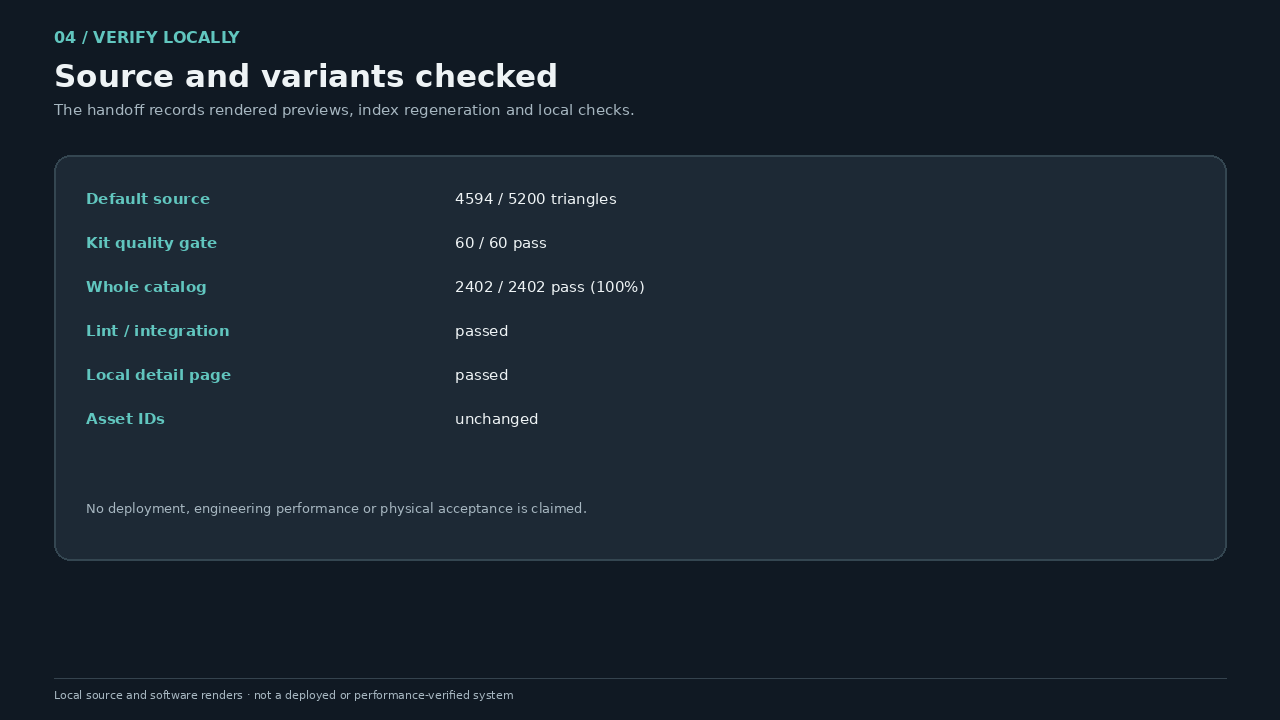 04 / VERIFY LOCALLY
Source and variants checked
The handoff records rendered previews, index regeneration and local checks.
Default source 4594 / 5200 triangles
Kit quality gate 60 / 60 pass
Whole catalog 2402 / 2402 pass (100%)
Lint / integration passed
Local detail page passed
Asset IDs unchanged
No deployment, engineering performance or physical acceptance is claimed.
Local source and software renders · not a deployed or performance-verified system